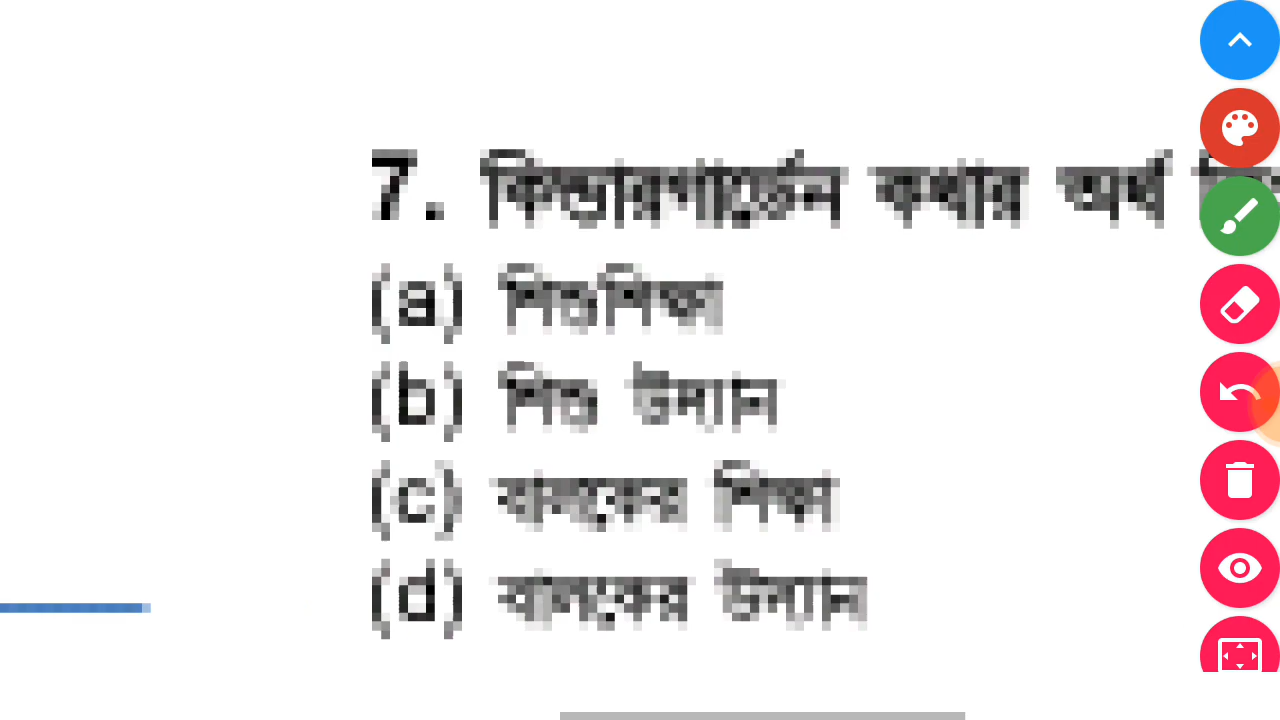 7. কিন্ডারগার্টেন কথার অর্থ
(a) শিশুশিক্ষা
(b) শিশু উদ্যান
(c) বালকের শিক্ষা
(d) বালকের উদ্যান